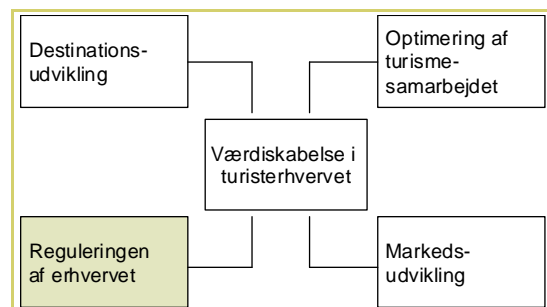 Destinations-
udvikling
Optimering af
turisme-
samarbejdet
Værdiskabelse i
turisterhvervet
Reguleringen
af erhvervet
Markeds-
udvikling